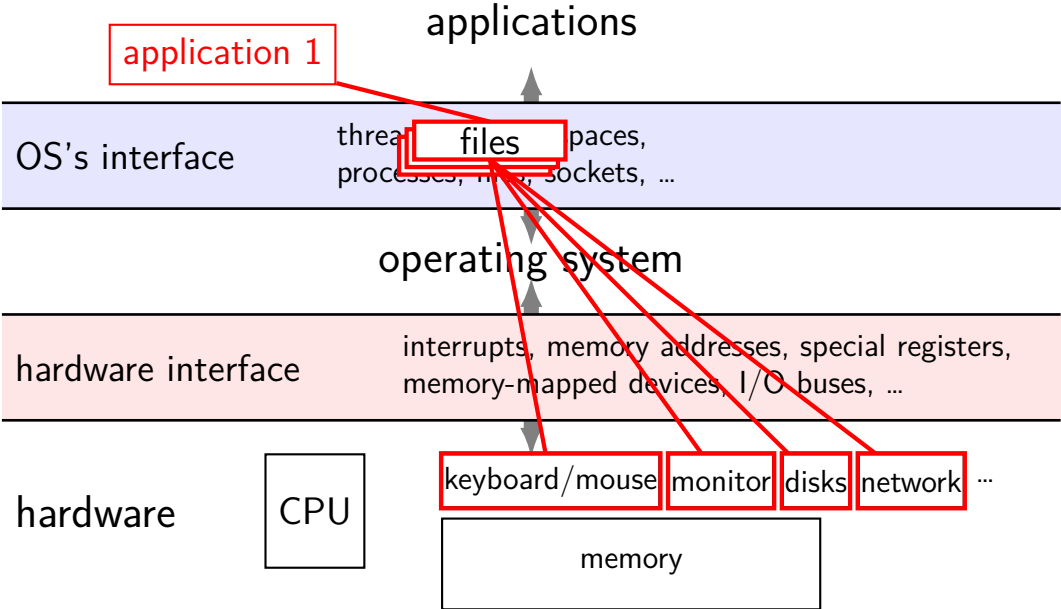 applications
application 1
OS's interface
files
paces,
processes, sockets, ...
operating system
hardware interface
interrupts, memory addresses, special registers,
memory-mapped devices, I/O buses, ...
hardware
CPU
keyboard/mouse
monitor
disks
network
...
memory